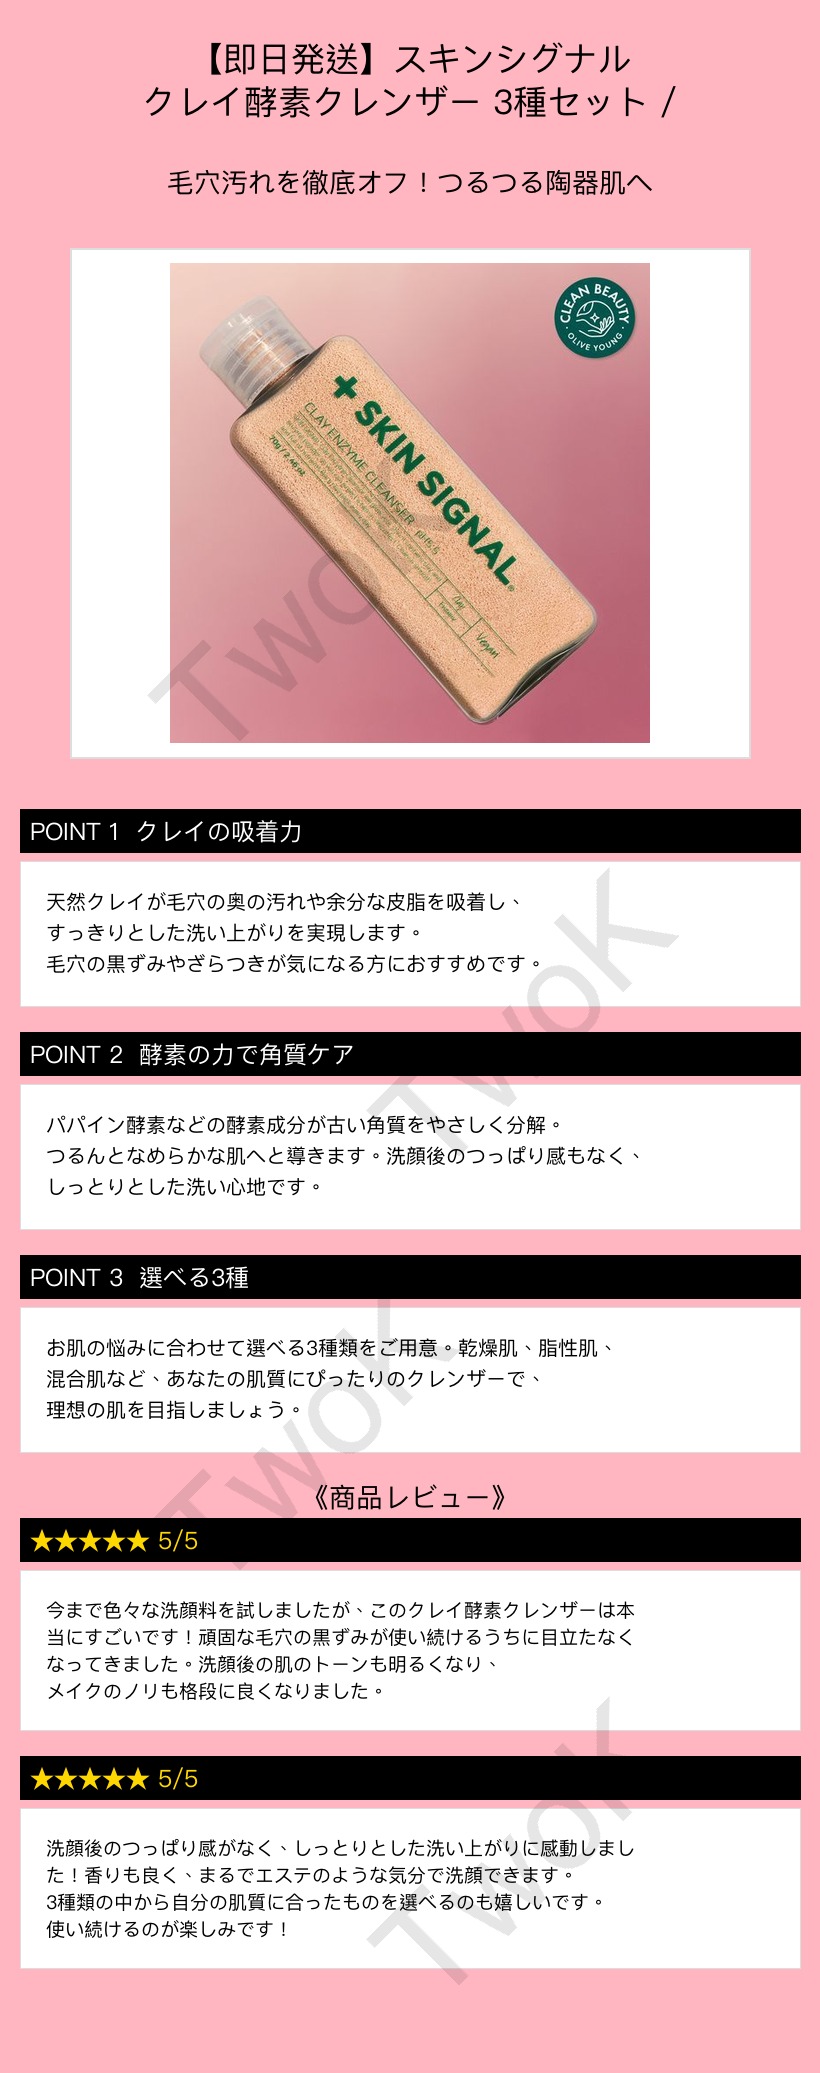 【即日発送】スキンシグナル
クレイ酵素クレンザー 3種セット /
毛穴汚れを徹底オフ！つるつる陶器肌へ
CLEAN BEAUTY
OLIVE YOUNG
SKIN SIGNAL
CLAY ENZYME CLEANSER pH5.5
70g / 2.46 oz.
Clay
Enzyme
Vegan
TwoK
POINT 1 クレイの吸着力
天然クレイが毛穴の奥の汚れや余分な皮脂を吸着し、
すっきりとした洗い上がりを実現します。
毛穴の黒ずみやざらつきが気になる方におすすめです。
TwoK
POINT 2 酵素の力で角質ケア
パパイン酵素などの酵素成分が古い角質をやさしく分解。
つるんとなめらかな肌へと導きます。洗顔後のつっぱり感もなく、
しっとりとした洗い心地です。
POINT 3 選べる3種
お肌の悩みに合わせて選べる3種類をご用意。乾燥肌、脂性肌、
混合肌など、あなたの肌質にぴったりのクレンザーで、
理想の肌を目指しましょう。
TwoK
《商品レビュー》
★★★★★ 5/5
今まで色々な洗顔料を試しましたが、このクレイ酵素クレンザーは本
当にすごいです！頑固な毛穴の黒ずみが使い続けるうちに目立たなく
なってきました。洗顔後の肌のトーンも明るくなり、
メイクのノリも格段に良くなりました。
★★★★★ 5/5
洗顔後のつっぱり感がなく、しっとりとした洗い上がりに感動しまし
た！香りも良く、まるでエステのような気分で洗顔できます。
3種類の中から自分の肌質に合ったものを選べるのも嬉しいです。
使い続けるのが楽しみです！
TwoK